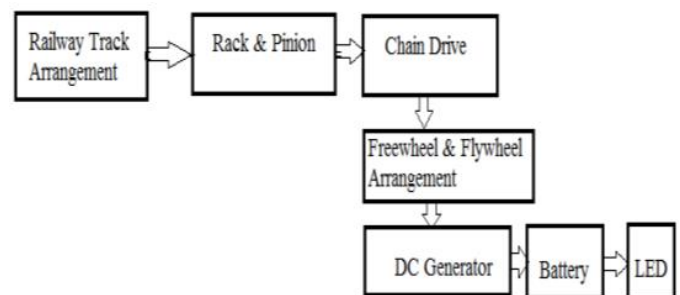 Railway Track
Arrangement
Rack & Pinion
Chain Drive
Freewheel & Flywheel
Arrangement
DC Generator
Battery
LED